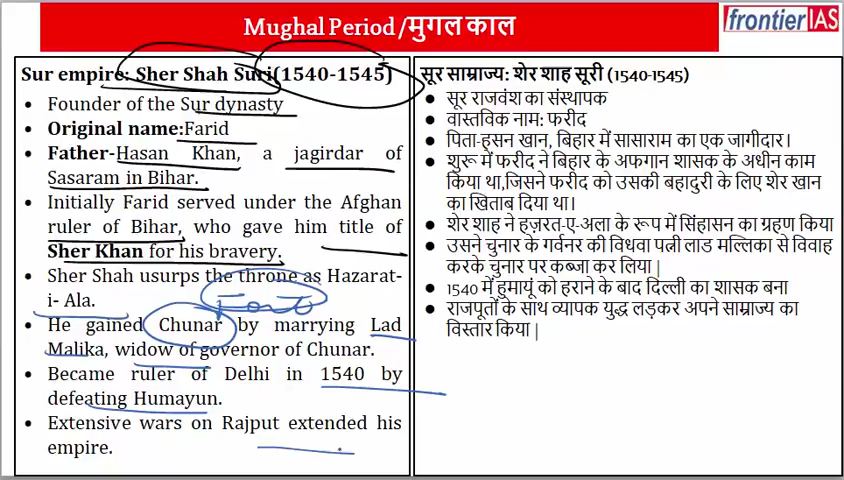 Mughal Period/मुगल काल
frontierIAS
Sur empire: Sher Shah Suri(1540-1545)
• Founder of the Sur dynasty
• Original name:Farid
• Father-Hasan Khan, a jagirdar of
Sasaram in Bihar.
• Initially Farid served under the Afghan
ruler of Bihar, who gave him title of
Sher Khan for his bravery.
• Sher Shah usurps the throne as Hazarat-
i-Ala.
Fort
• He gained Chunar by marrying Lad
Malika, widow of governor of Chunar.
• Became ruler of Delhi in 1540 by
defeating Humayun.
• Extensive wars on Rajput extended his
empire.
सूर साम्राज्य: शेर शाह सूरी (1540-1545)
• सूर राजवंश का संस्थापक
• वास्तविक नाम: फरीद
• पिता-हसन खान, बिहार में सासाराम का एक जागीरदार।
• शुरू में फरीद ने बिहार के अफगान शासक के अधीन काम
किया था,जिसने फरीद को उसकी बहादुरी के लिए शेर खान
का खिताब दिया था।
• शेर शाह ने हज़रत-ए-अला के रूप में सिंहासन का ग्रहण किया
• उसने चुनार के गर्वनर की विधवा पत्नी लाड मल्लिका से विवाह
करके चुनार पर कब्जा कर लिया |
• 1540 में हुमायूं को हराने के बाद दिल्ली का शासक बना
• राजपूतों के साथ व्यापक युद्ध लड़कर अपने साम्राज्य का
विस्तार किया |